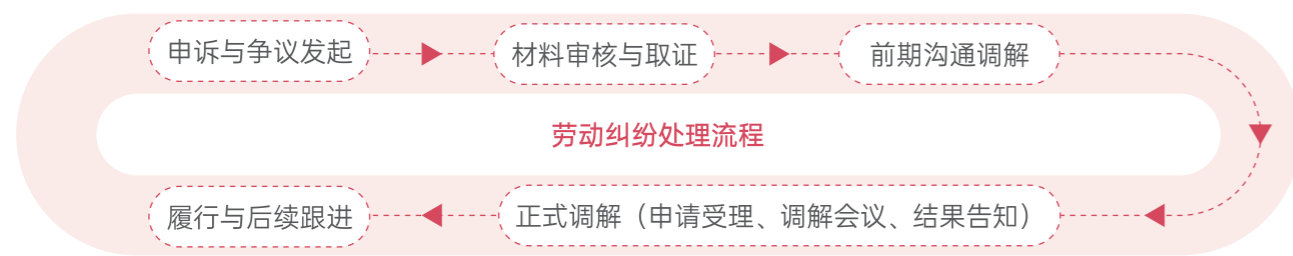 申诉与争议发起
材料审核与取证
前期沟通调解
劳动纠纷处理流程
正式调解（申请受理、调解会议、结果告知）
履行与后续跟进